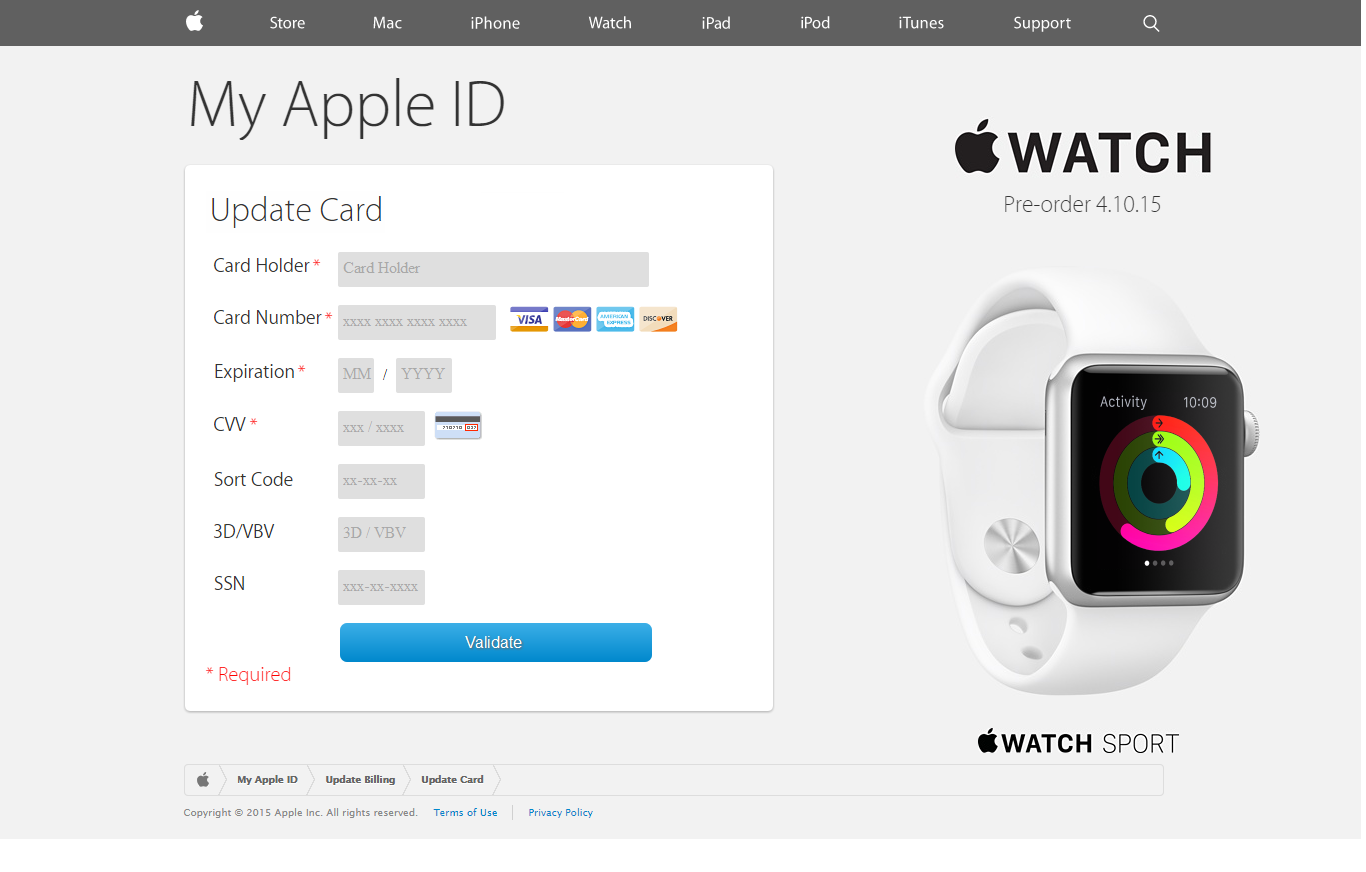 Store Mac iPhone Watch iPad iPod iTunes Support
My Apple ID
WATCH
Pre-order 4.10.15
Update Card
Card Holder * Card Holder
Card Number * xxxx xxxx xxxx xxxx VISA MasterCard AMERICAN EXPRESS DISCOVER
Expiration * MM / YYYY
Activity 10:09
CVV * xxx / xxxx
Sort Code xx-xx-xx
3D/VBV 3D / VBV
SSN xxx-xx-xxxx
Validate
* Required
WATCH SPORT
My Apple ID Update Billing Update Card
Copyright © 2015 Apple Inc. All rights reserved. Terms of Use Privacy Policy